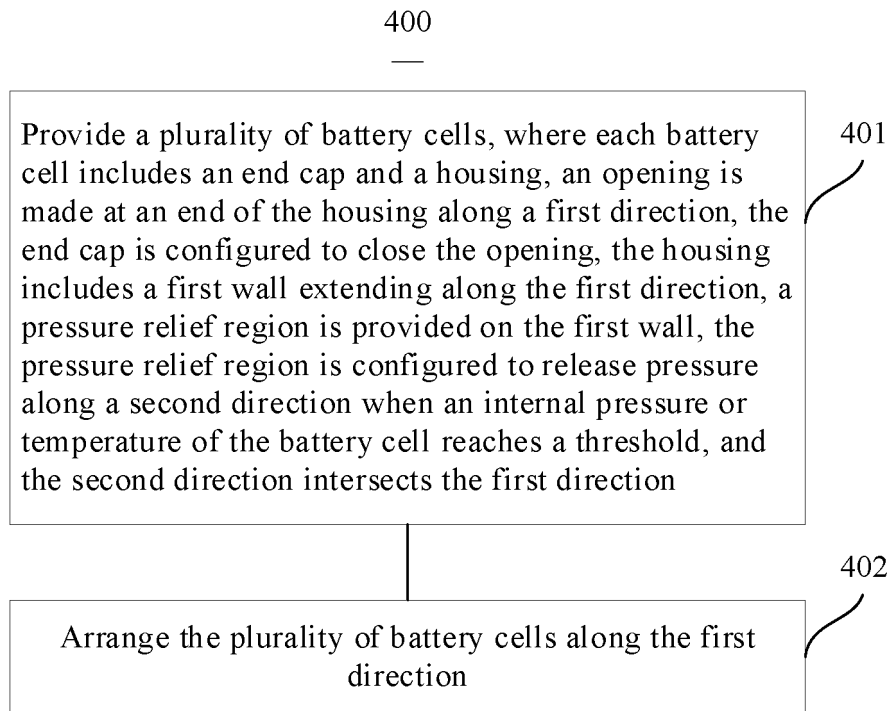 400
Provide a plurality of battery cells, where each battery
cell includes an end cap and a housing, an opening is
made at an end of the housing along a first direction, the
end cap is configured to close the opening, the housing
includes a first wall extending along the first direction, a
pressure relief region is provided on the first wall, the
pressure relief region is configured to release pressure
along a second direction when an internal pressure or
temperature of the battery cell reaches a threshold, and
the second direction intersects the first direction
401
402
Arrange the plurality of battery cells along the first
direction